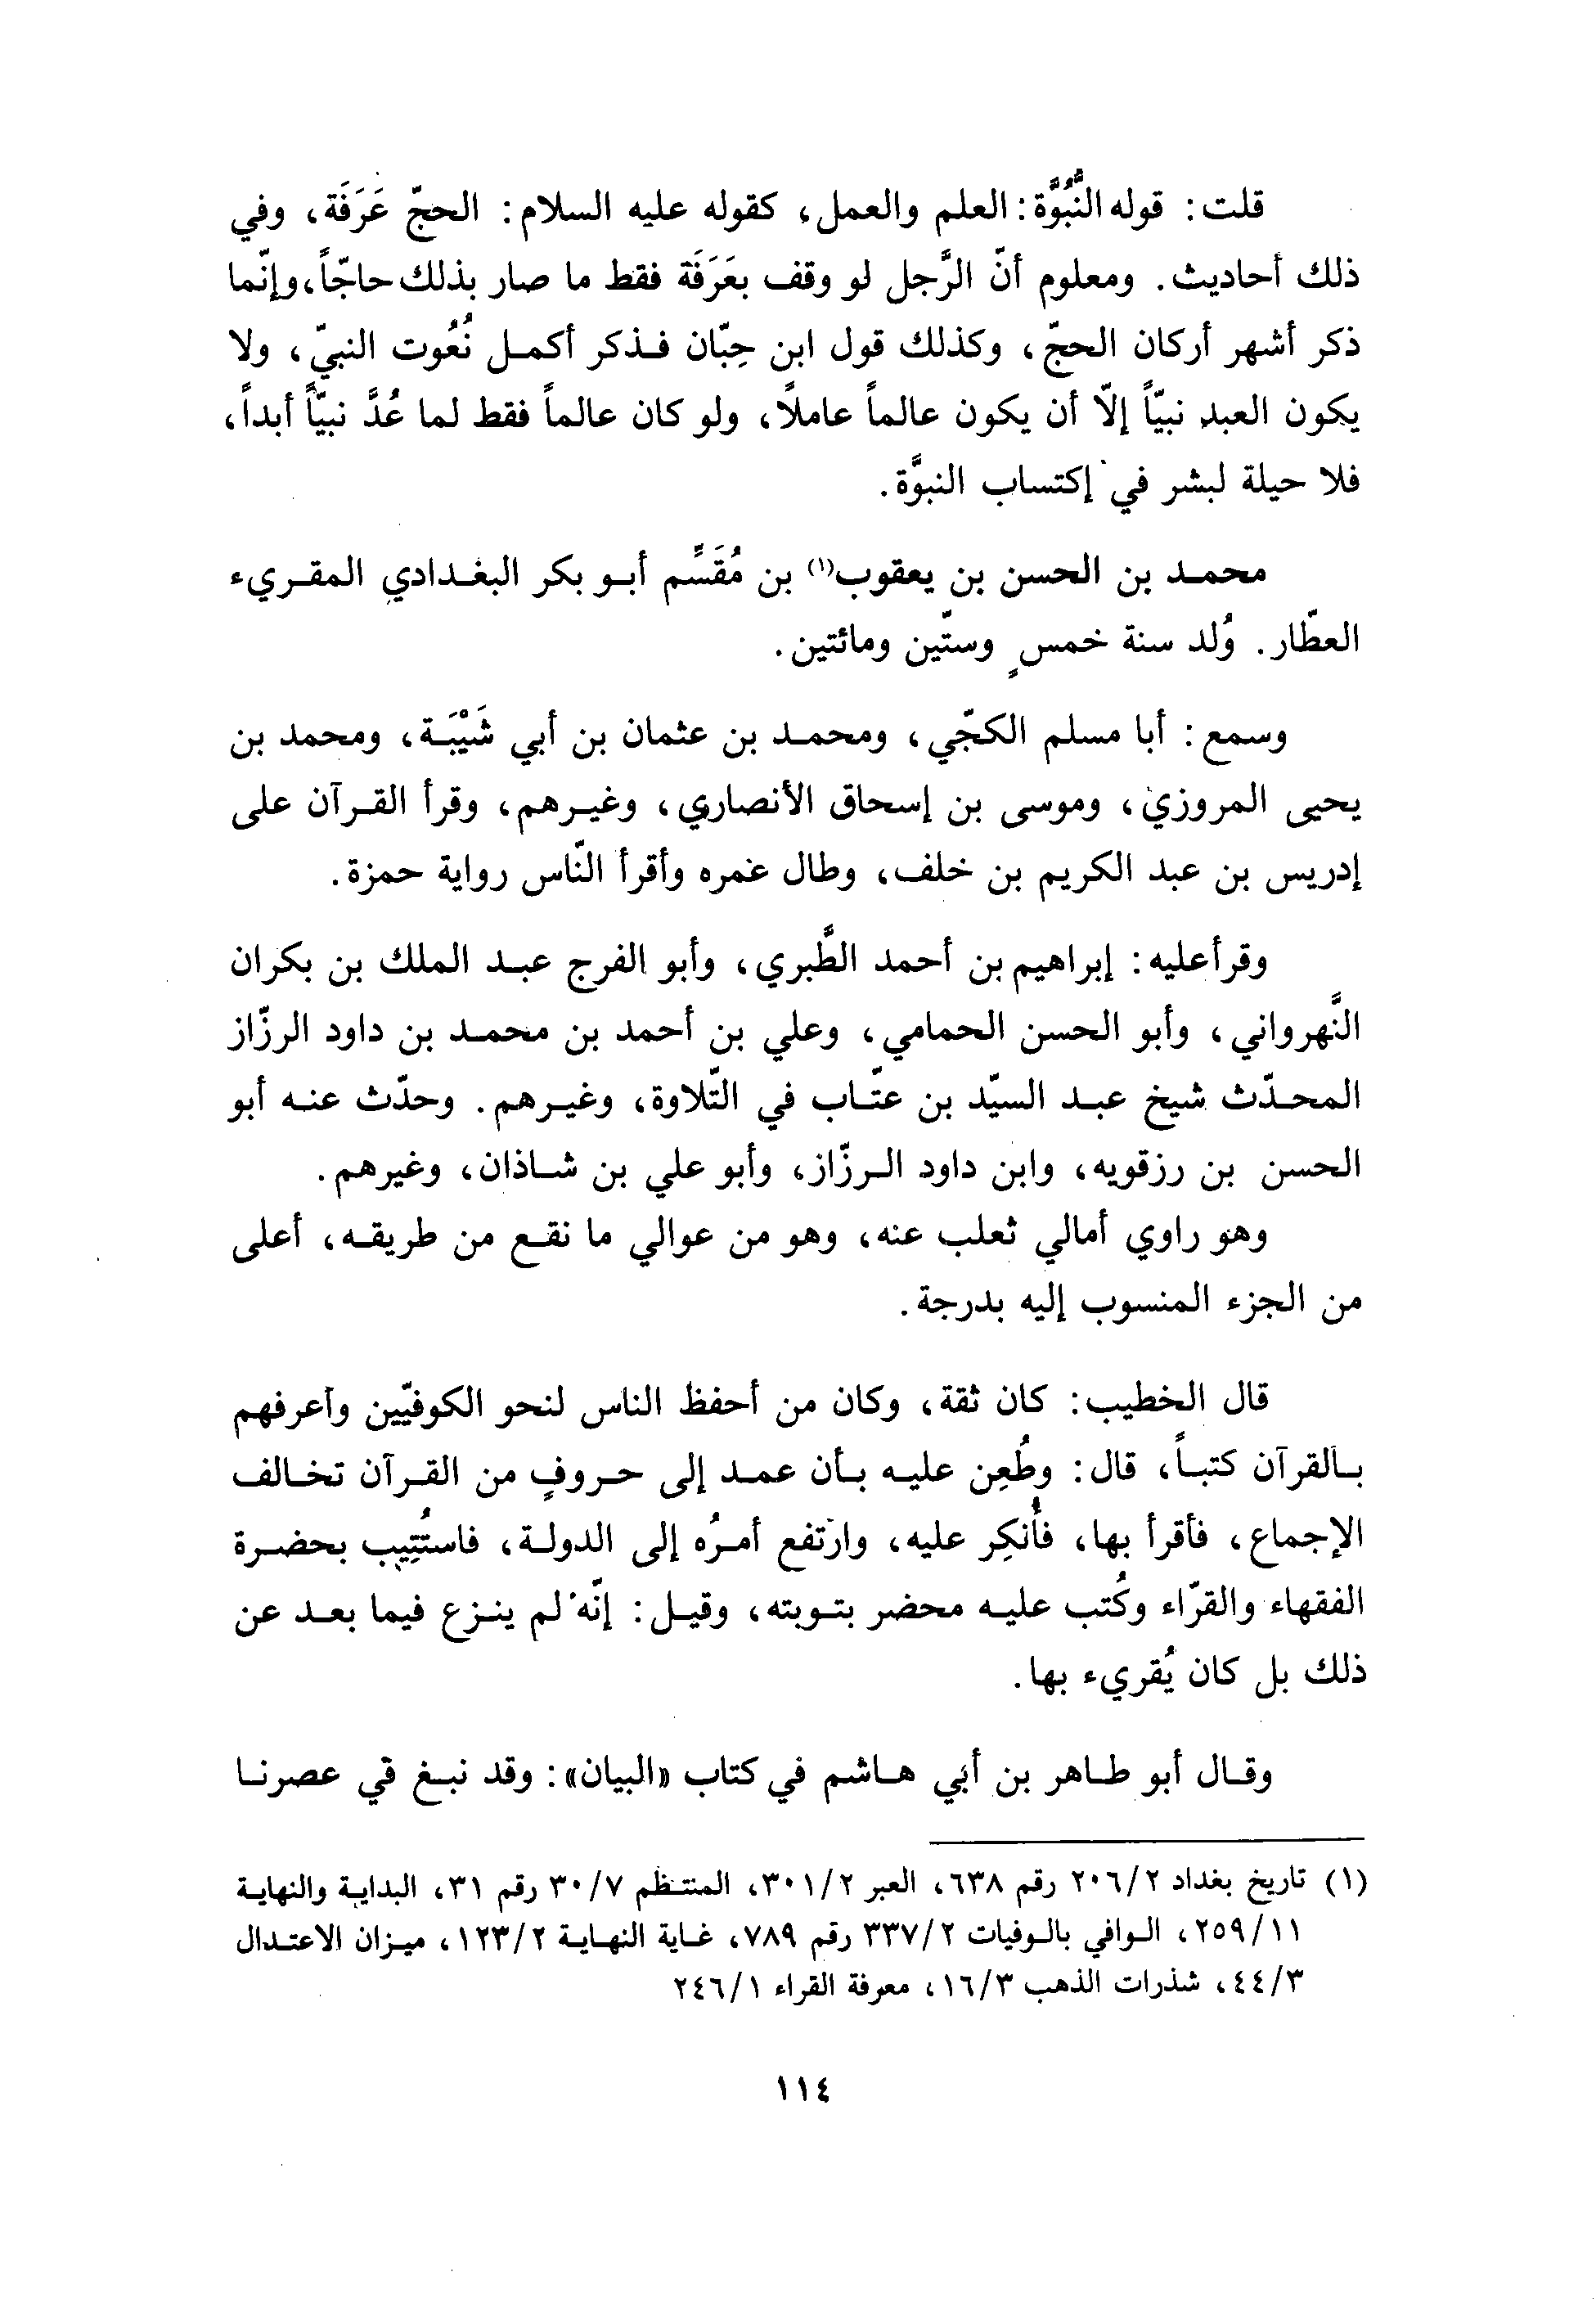 قلت: قوله النُّبُوَّة: العلم والعمل، كقوله عليه السلام: الحجّ عَرَفَة، وفي
ذلك أحاديث. ومعلوم أنّ الرَّجل لو وقف بعَرَفَة فقط ما صار بذلك حاجّاً، وإنّما
ذكر أشهر أركان الحجّ، وكذلك قول ابن حِبّان فذكر أكمل نُعُوت النبيّ، ولا
يكون العبد نبيّاً إلّا أن يكون عالماً عاملًا، ولو كان عالماً فقط لما عُدَّ نبيّاً أبداً،
فلا حيلة لبشر في إكتساب النبوَّة.
محمد بن الحسن بن يعقوب(١) بن مُقَسَّم أبو بكر البغدادي المقريء
العطّار. وُلد سنة خمسٍ وستّين ومائتين.
وسمع: أبا مسلم الكجّي، ومحمد بن عثمان بن أبي شَيْبَة، ومحمد بن
يحيى المروزي، وموسى بن إسحاق الأنصاري، وغيرهم، وقرأ القرآن على
إدريس بن عبد الكريم بن خلف، وطال عمره وأقرأ النّاس رواية حمزة.
وقرأ عليه: إبراهيم بن أحمد الطَّبري، وأبو الفرج عبد الملك بن بكران
النَّهرواني، وأبو الحسن الحمامي، وعلي بن أحمد بن محمد بن داود الرزّاز
المحدّث شيخ عبد السيّد بن عتّاب في التّلاوة، وغيرهم. وحدّث عنه أبو
الحسن بن رزقويه، وابن داود الرزّاز، وأبو علي بن شاذان، وغيرهم.
وهو راوي أمالي ثعلب عنه، وهو من عوالي ما نقع من طريقه، أعلى
من الجزء المنسوب إليه بدرجة.
قال الخطيب: كان ثقة، وكان من أحفظ الناس لنحو الكوفيّين وأعرفهم
بالقرآن كتباً، قال: وطُعِن عليه بأن عمد إلى حروفٍ من القرآن تخالف
الإجماع، فأقرأ بها، فأُنكِر عليه، وارتفع أمرُه إلى الدولة، فاستُتِيب بحضرة
الفقهاء والقرّاء وكُتب عليه محضر بتوبته، وقيل: إنّه لم ينزع فيما بعد عن
ذلك بل كان يُقريء بها.
وقال أبو طاهر بن أبي هاشم في كتاب «البيان»: وقد نبغ في عصرنا
(١) تاريخ بغداد ٢٠٦/٢ رقم ٦٣٨، العبر ٣٠١/٢، المنتظم ٣٠/٧ رقم ٣١، البداية والنهاية
٢٥٩/١١، الوافي بالوفيات ٣٣٧/٢ رقم ٧٨٩، غاية النهاية ١٢٣/٢، ميزان الاعتدال
٤٤/٣، شذرات الذهب ١٦/٣، معرفة القراء ٢٤٦/١
١١٤